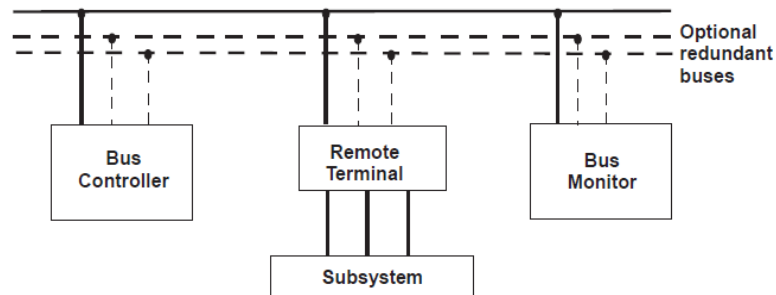 Optional
redundant
buses
Bus
Controller
Remote
Terminal
Bus
Monitor
Subsystem